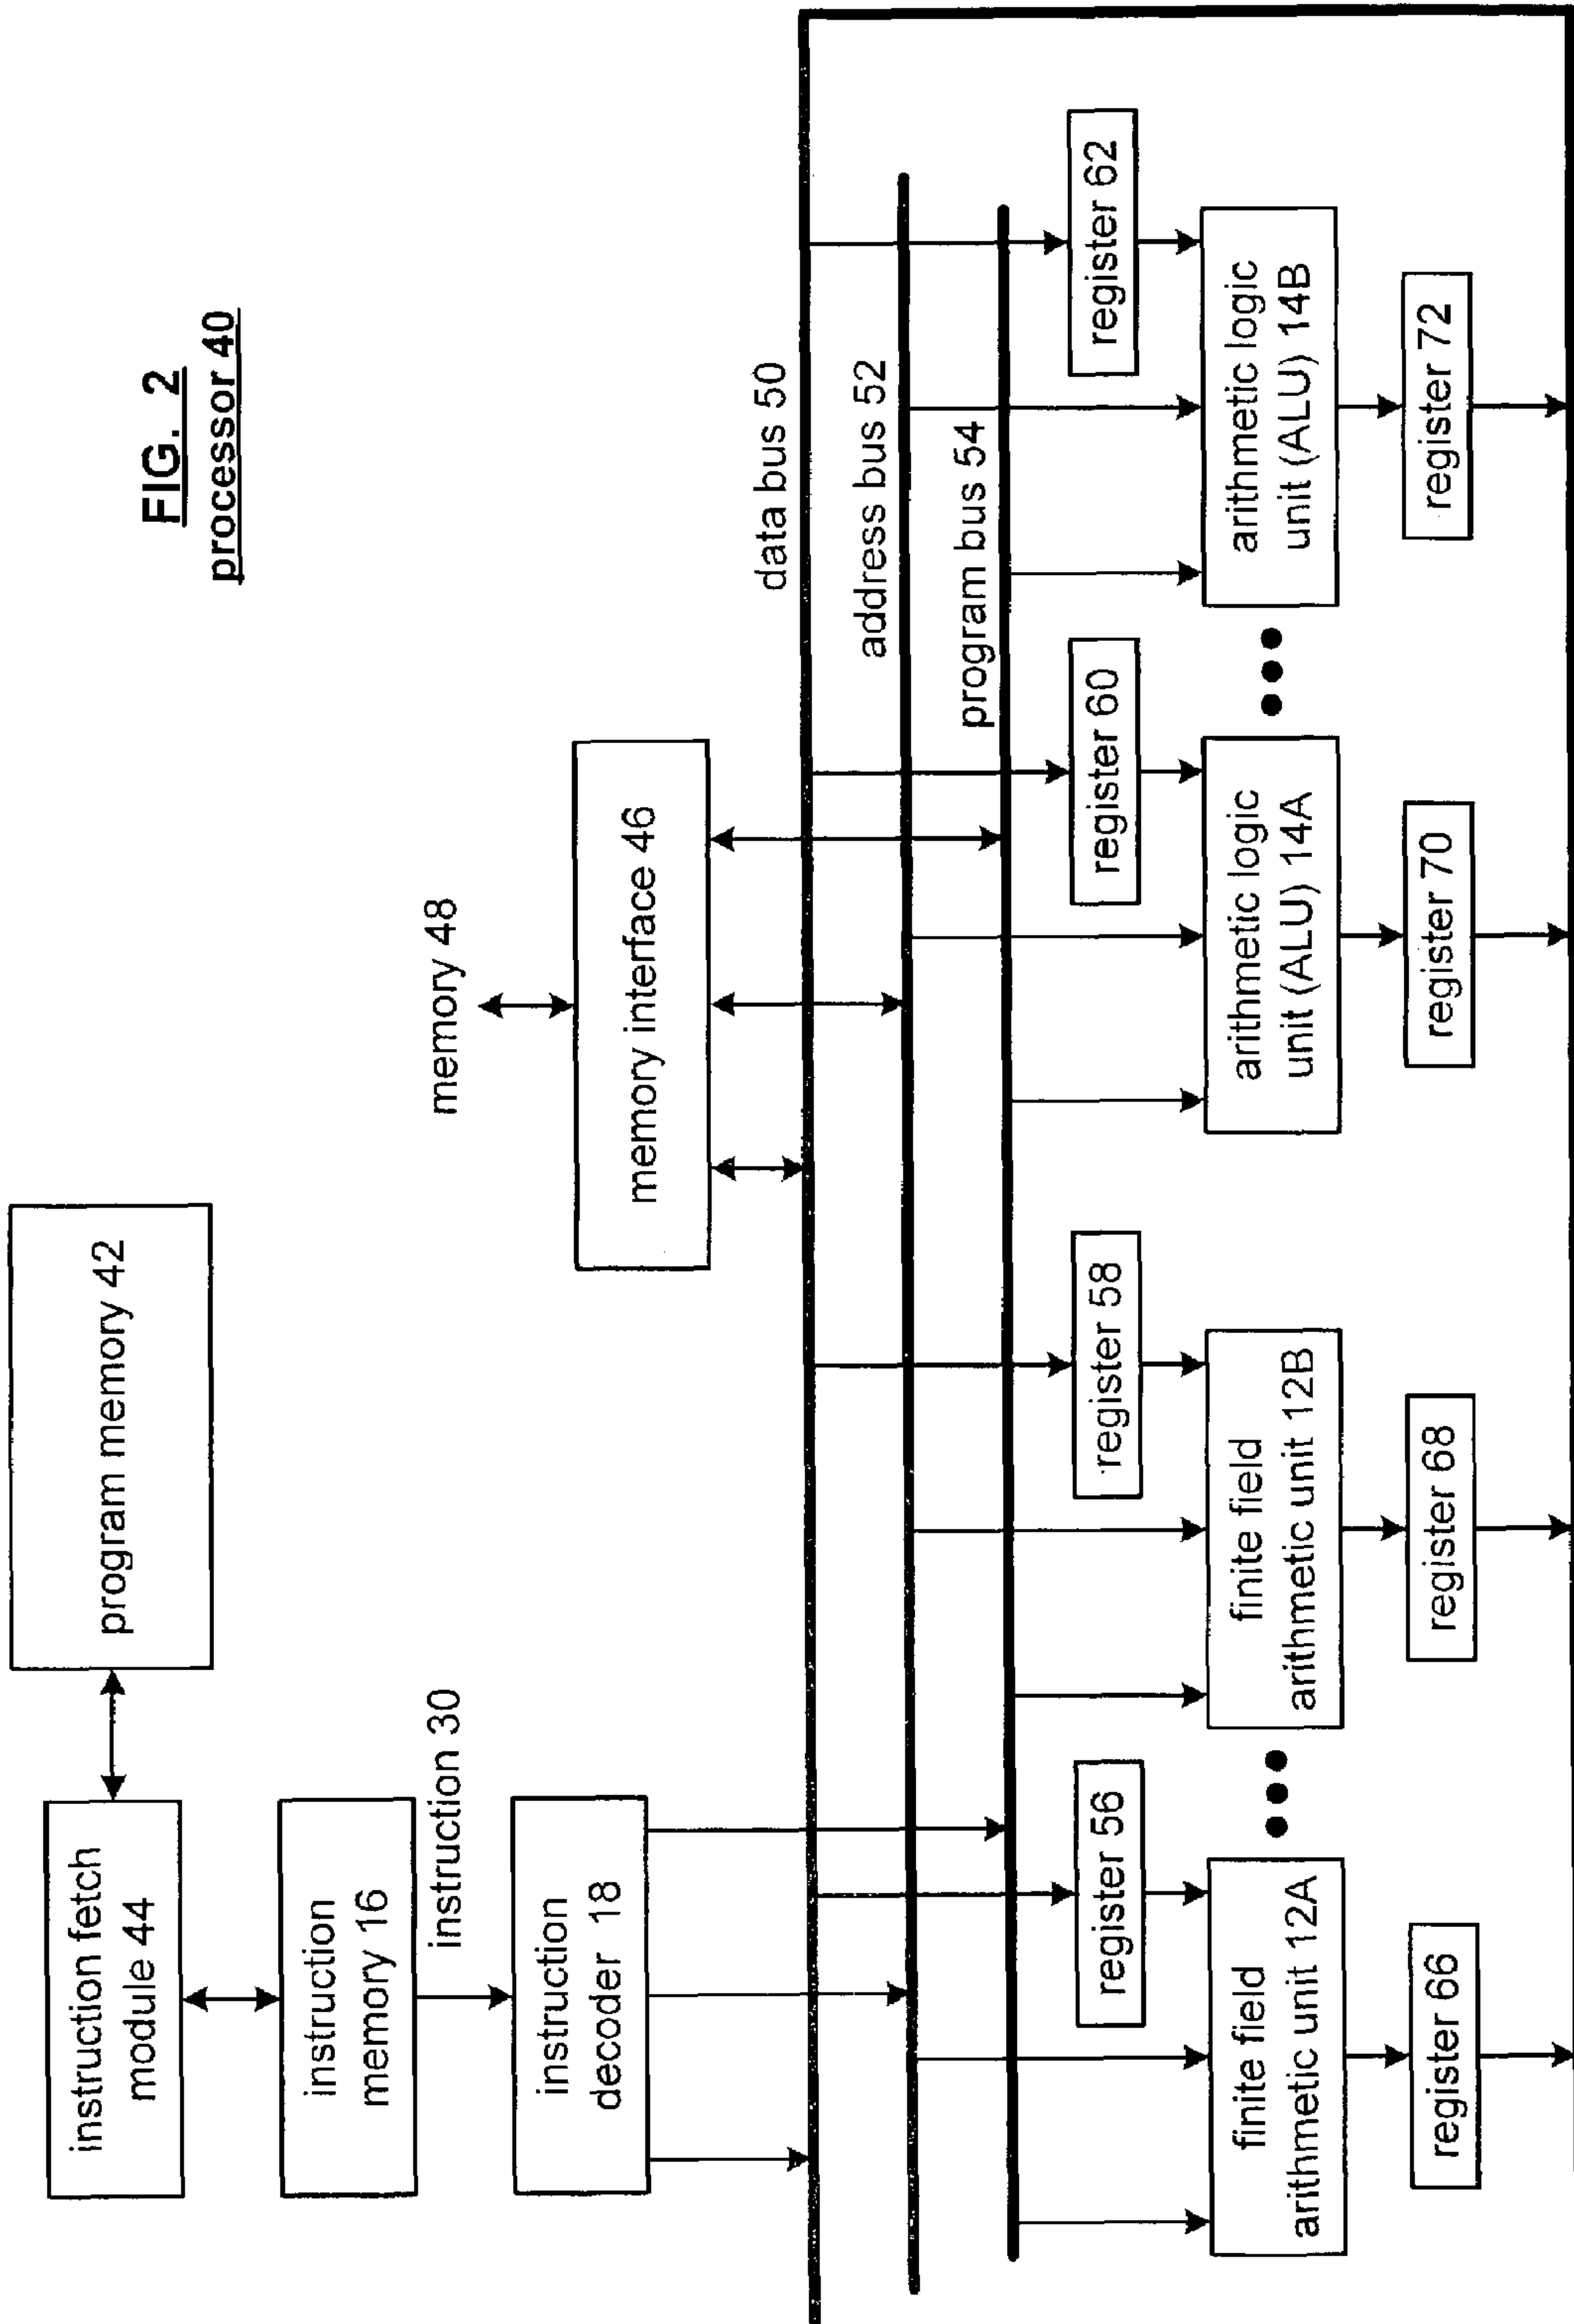 FIG. 2
processor 40
program memory 42
instruction fetch
module 44
instruction
memory 16
instruction 30
instruction
decoder 18
memory 48
memory interface 46
data bus 50
address bus 52
program bus 54
register 56
register 58
register 60
register 62
finite field
arithmetic unit 12A
finite field
arithmetic unit 12B
arithmetic logic
unit (ALU) 14A
arithmetic logic
unit (ALU) 14B
register 66
register 68
register 70
register 72